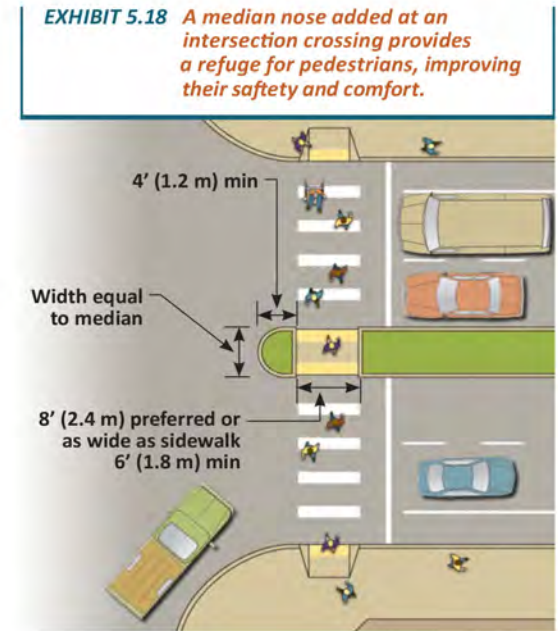 EXHIBIT 5.18 A median nose added at an
intersection crossing provides
a refuge for pedestrians, improving
their saftety and comfort.
4’ (1.2 m) min
Width equal
to median
8’ (2.4 m) preferred or
as wide as sidewalk
6’ (1.8 m) min